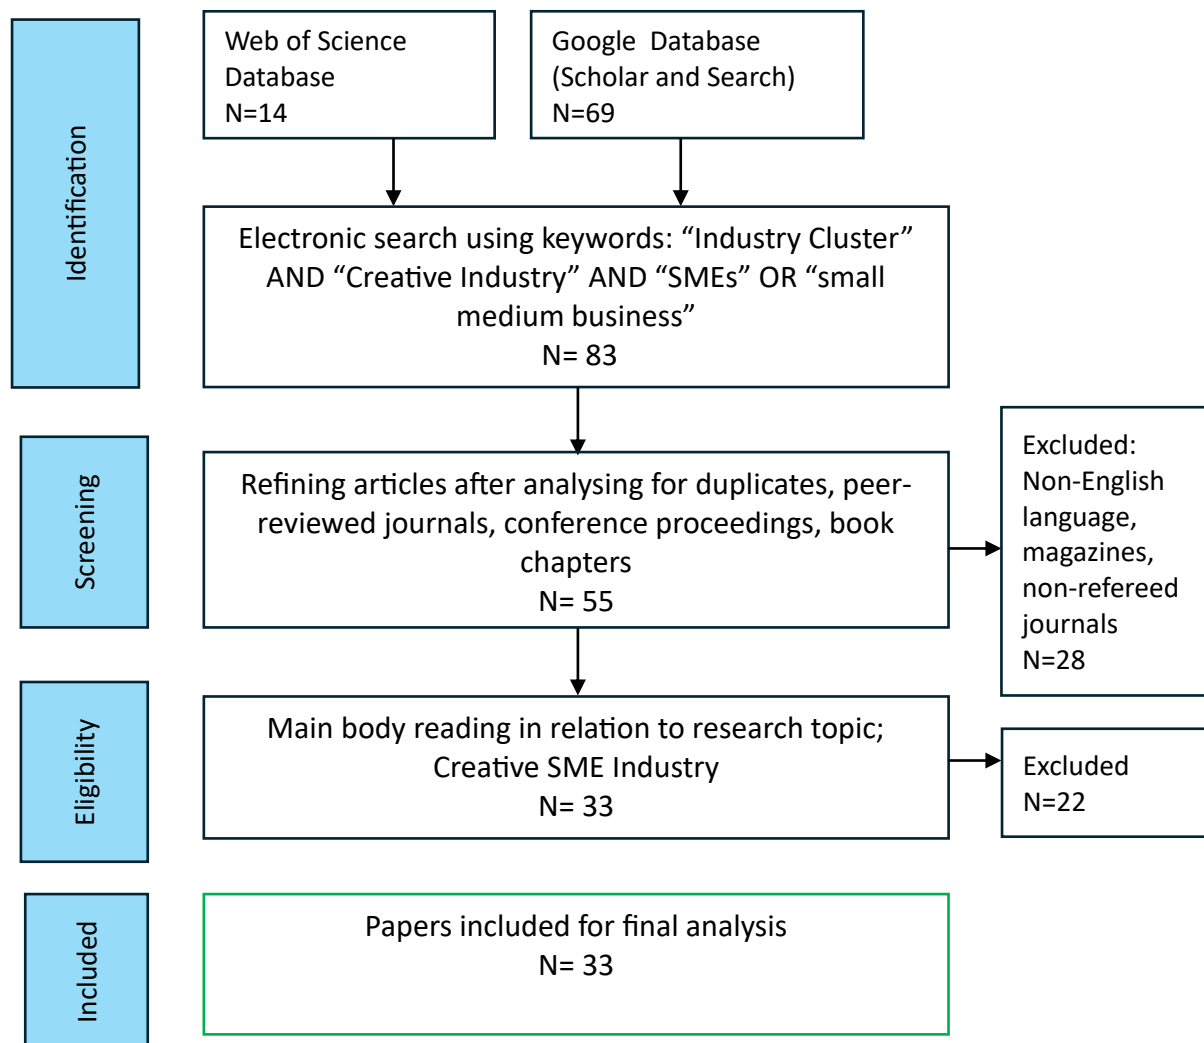 Identification
Web of Science
Database
N=14
Google  Database
(Scholar and Search)
N=69
Electronic search using keywords: “Industry Cluster”
AND “Creative Industry” AND “SMEs” OR “small
medium business”
N= 83
Screening
Refining articles after analysing for duplicates, peer-
reviewed journals, conference proceedings, book
chapters
N= 55
Excluded:
Non-English
language,
magazines,
non-refereed
journals
N=28
Eligibility
Main body reading in relation to research topic;
Creative SME Industry
N= 33
Excluded
N=22
Included
Papers included for final analysis
N= 33